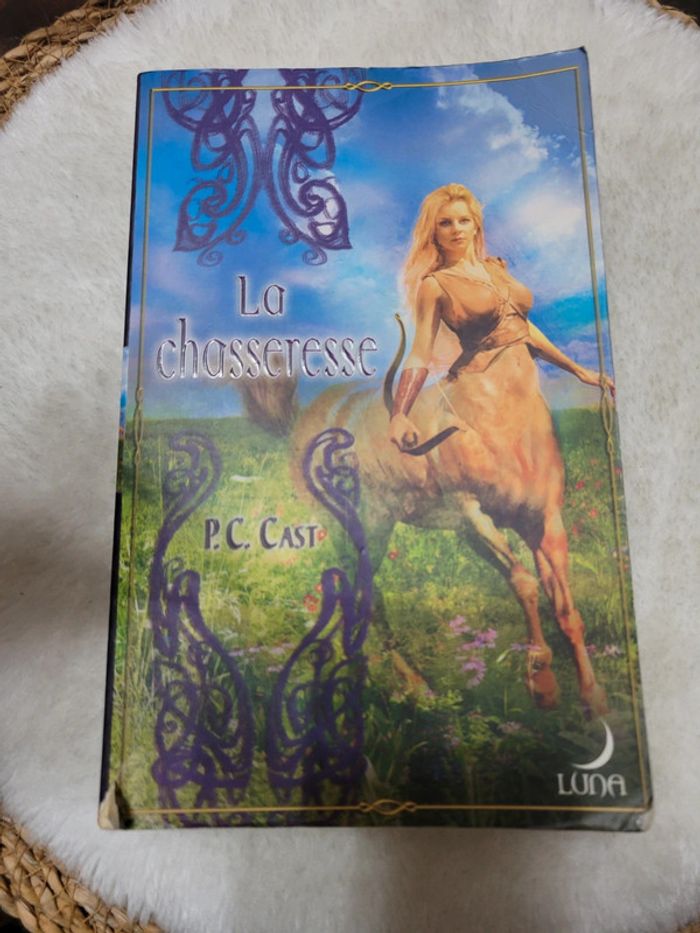 La
chasseresse
P. C. CAST
LUNA